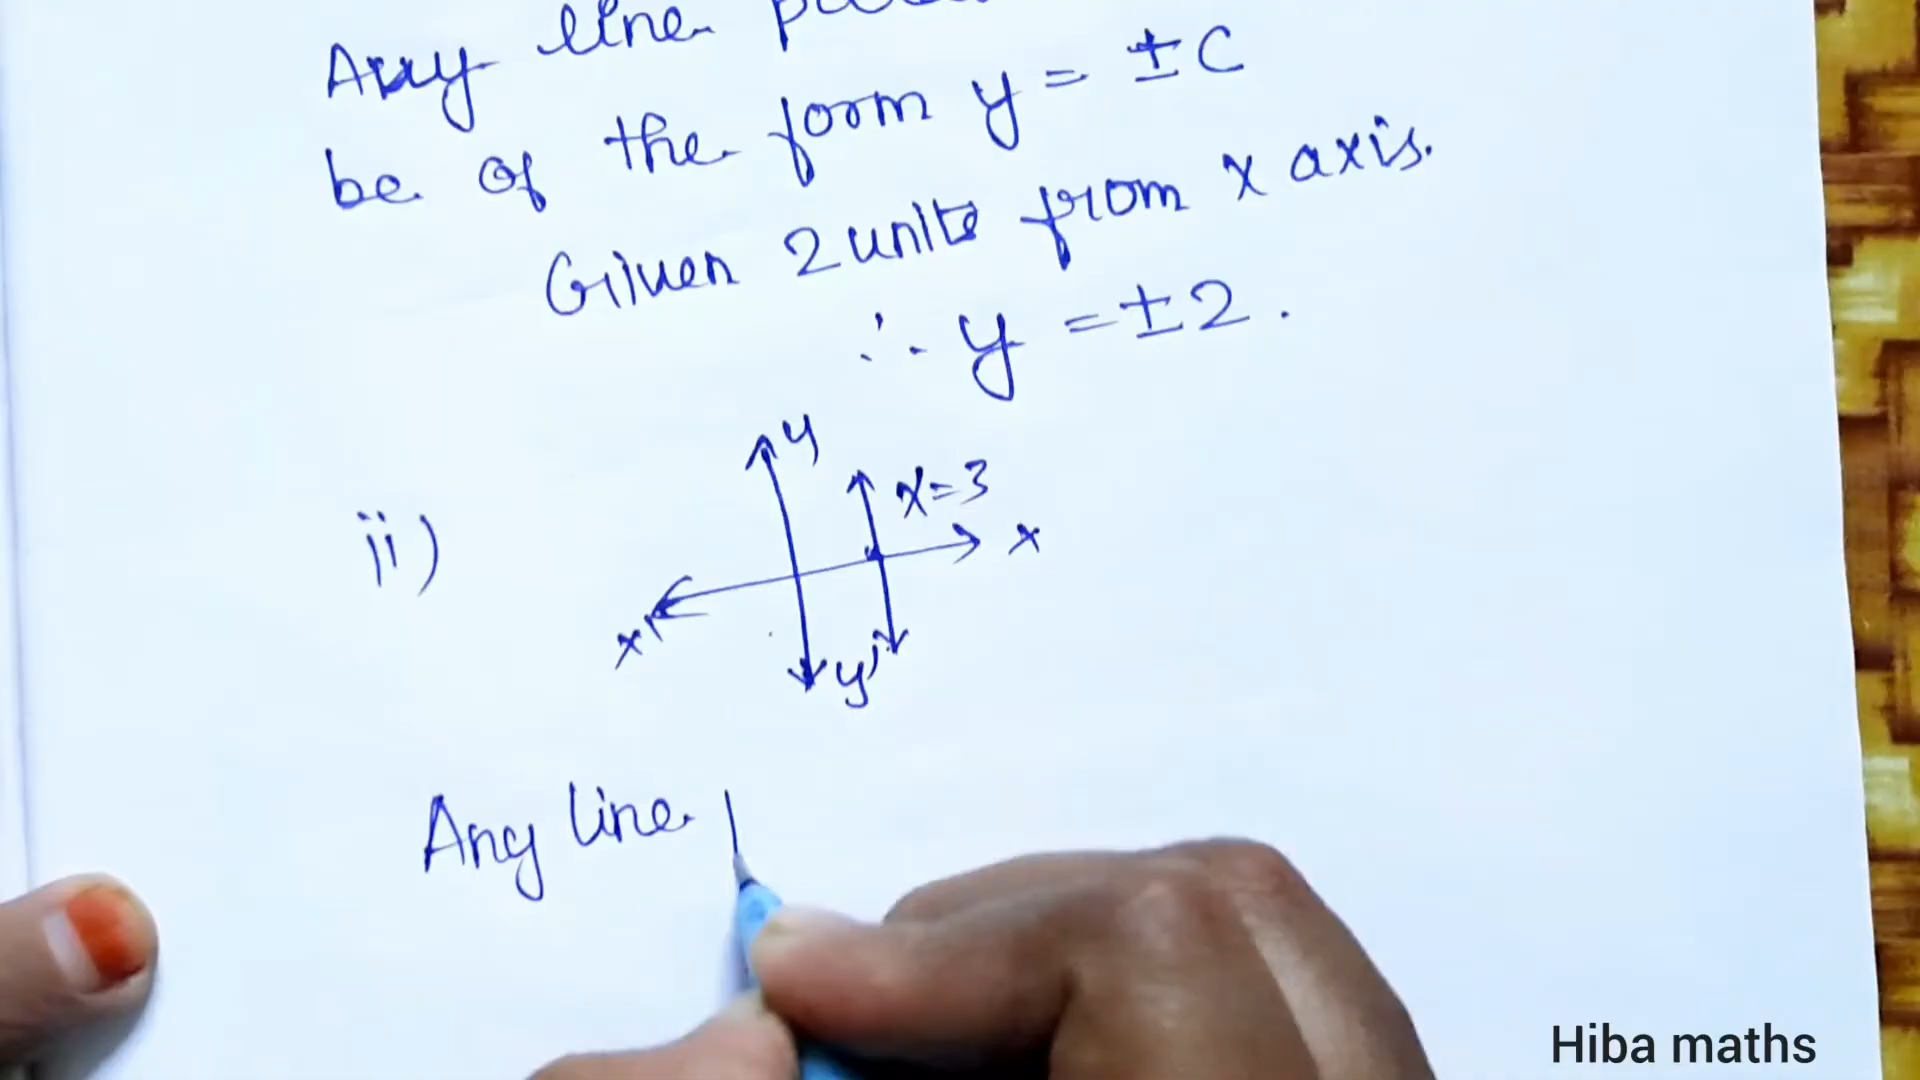 Any line
be of the form y = ± C
Given 2 units from x axis.
∴ y = ± 2 .
y
x = 3
ii)
x
x'
y'
Any line
Hiba maths